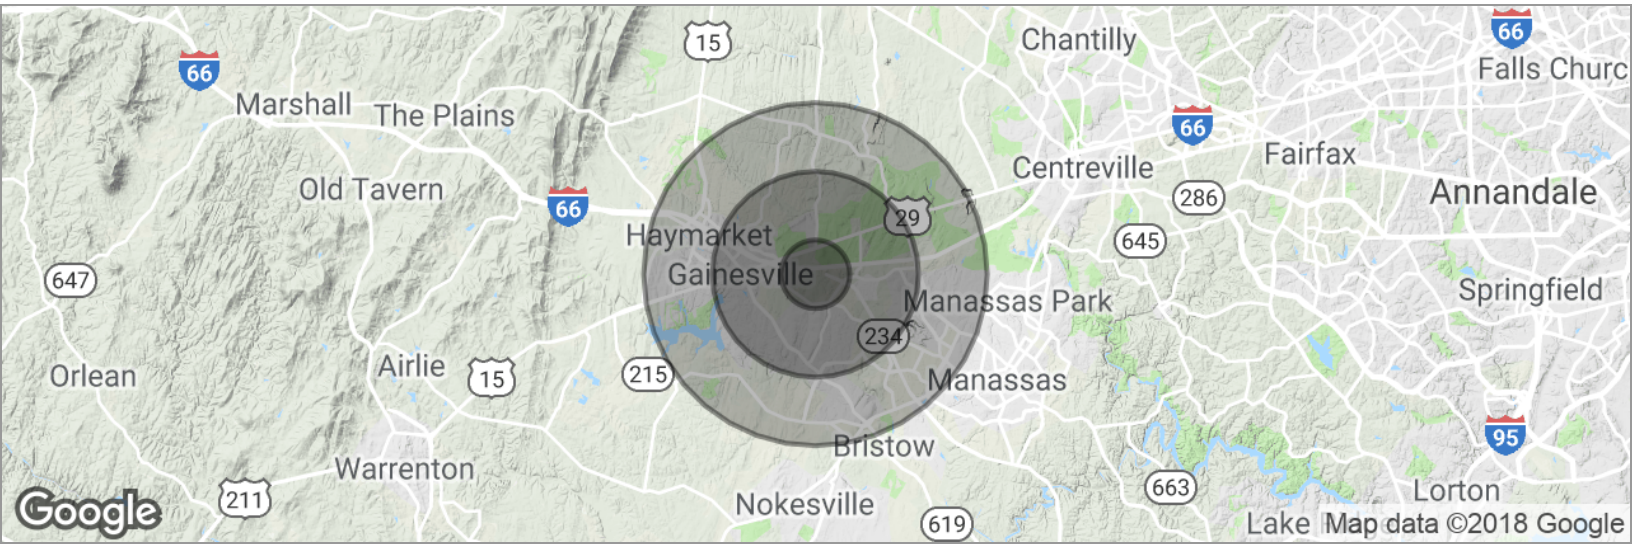 15
66
Chantilly
66
Falls Churc
Marshall
The Plains
66
Fairfax
Centreville
Old Tavern
66
286
Annandale
29
645
Haymarket
Gainesville
647
Springfield
Manassas Park
234
Orlean
Airlie
15
215
Manassas
Bristow
95
Warrenton
663
Lorton
211
Nokesville
619
Google
Lake
Map data ©2018 Google